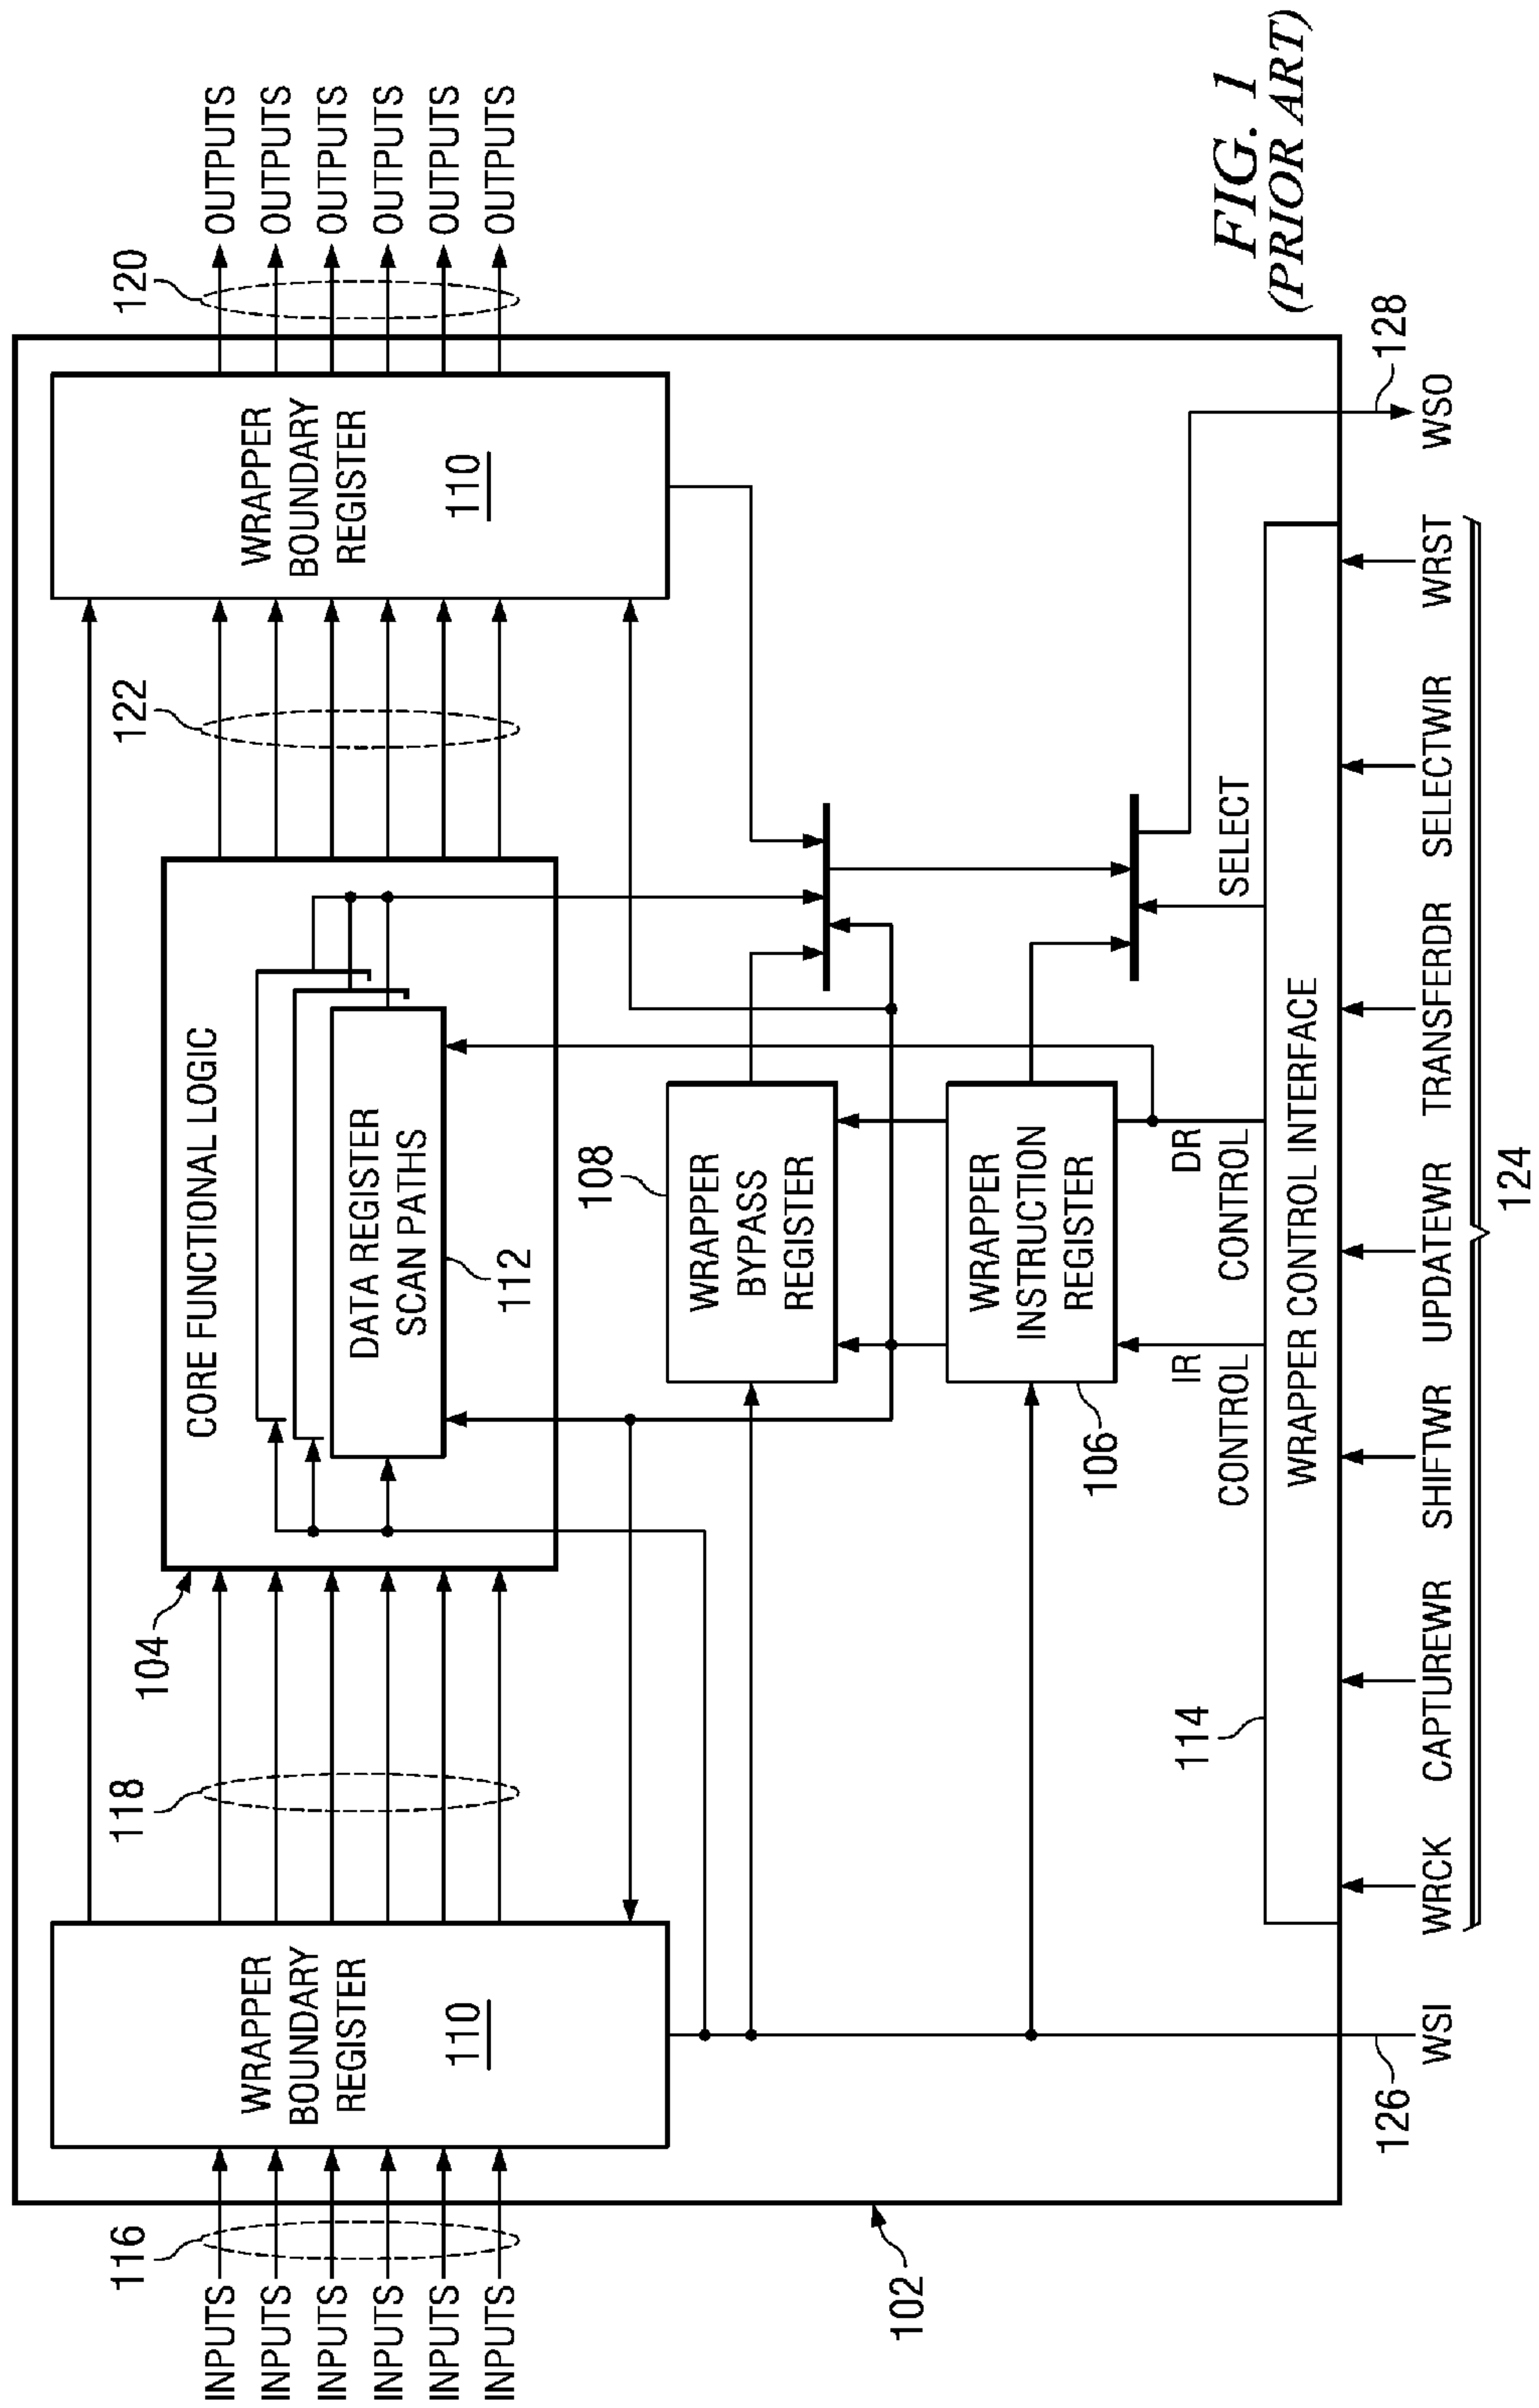 INPUTS
INPUTS
INPUTS
INPUTS
INPUTS
INPUTS
116
102
WRAPPER
BOUNDARY
REGISTER
110
118
104
CORE FUNCTIONAL LOGIC
DATA REGISTER
SCAN PATHS
112
122
WRAPPER
BOUNDARY
REGISTER
110
120
OUTPUTS
OUTPUTS
OUTPUTS
OUTPUTS
OUTPUTS
OUTPUTS
108
WRAPPER
BYPASS
REGISTER
WRAPPER
INSTRUCTION
REGISTER
106
IR
CONTROL
DR
CONTROL
SELECT
114
WRAPPER CONTROL INTERFACE
126
128
WSI
WRCK
CAPTUREWR
SHIFTWR
UPDATEWR
TRANSFERDR
SELECTWIR
WRST
WSO
124
FIG. 1
(PRIOR ART)